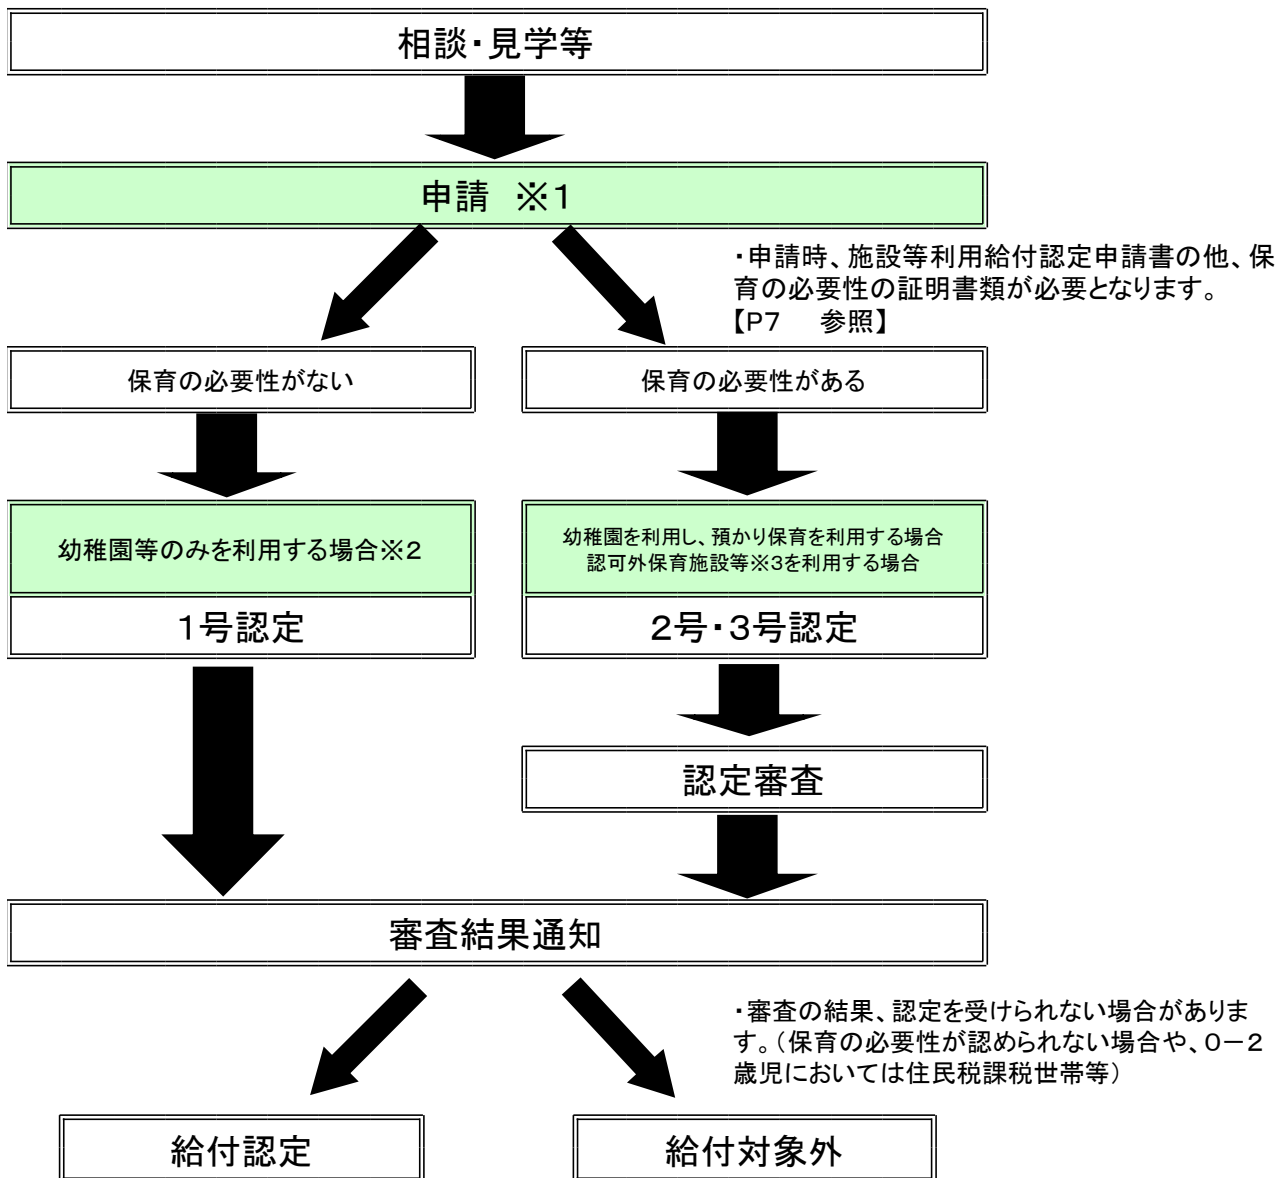 相談・見学等
申請　※１
・申請時、施設等利用給付認定申請書の他、保
育の必要性の証明書類が必要となります。
【Ｐ７　参照】
保育の必要性がない
保育の必要性がある
幼稚園等のみを利用する場合※２
幼稚園を利用し、預かり保育を利用する場合
認可外保育施設等※３を利用する場合
１号認定
２号・３号認定
認定審査
審査結果通知
・審査の結果、認定を受けられない場合がありま
す。（保育の必要性が認められない場合や、０－２
歳児においては住民税課税世帯等）
給付認定
給付対象外